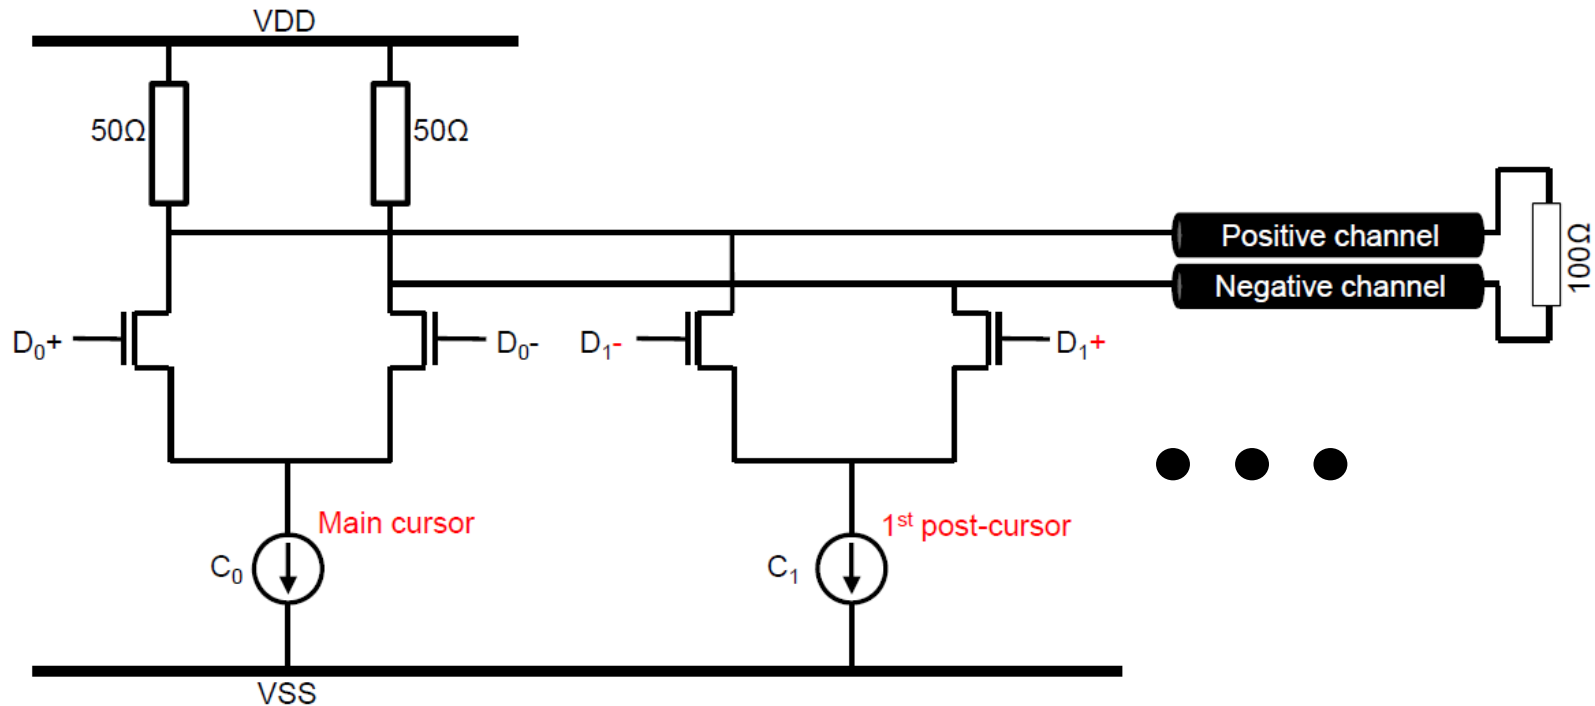 VDD
50Ω
50Ω
Positive channel
Negative channel
100Ω
D₀+
D₀-
D₁-
D₁+
Main cursor
1ˢᵗ post-cursor
C₀
C₁
VSS